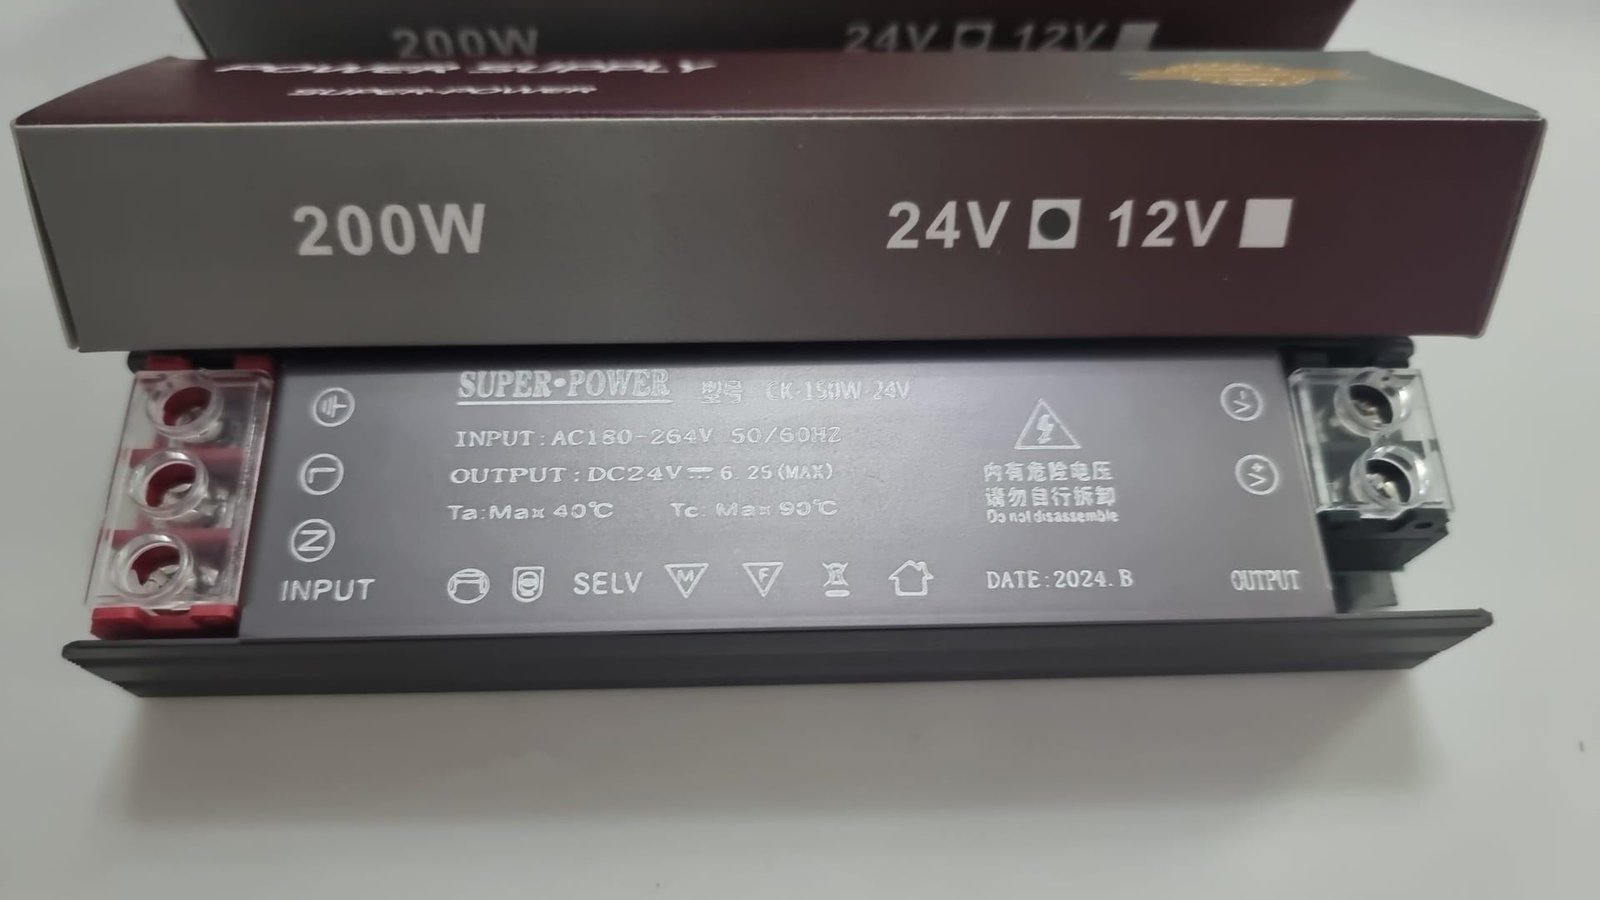 200W 24V 12V
POWER SUPPLY
SUPER-POWER
200W 24V 12V
SUPER•POWER 型号 CK-150W-24V
INPUT:AC180-264V 50/60HZ
OUTPUT:DC24V⎓6.25(MAX)
Ta:Max 40℃ Tc: Max 90℃
L
N
INPUT
SELV
M
F
内有危险电压
请勿自行拆卸
Do not disassemble
DATE:2024.B
V-
V+
OUTPUT